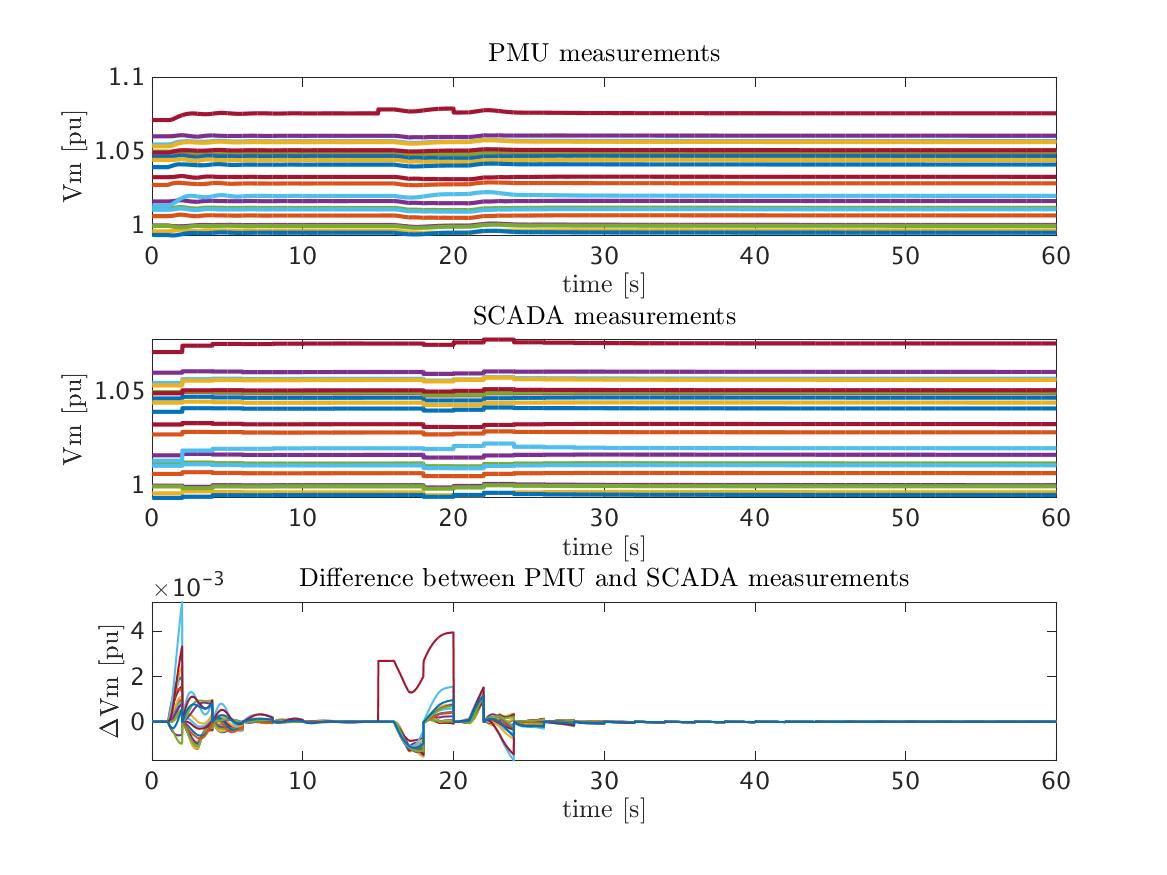 PMU measurements
1.1
1.05
1
Vm [pu]
0 10 20 30 40 50 60
time [s]
SCADA measurements
1.05
1
Vm [pu]
0 10 20 30 40 50 60
time [s]
×10⁻³
Difference between PMU and SCADA measurements
4
2
0
ΔVm [pu]
0 10 20 30 40 50 60
time [s]